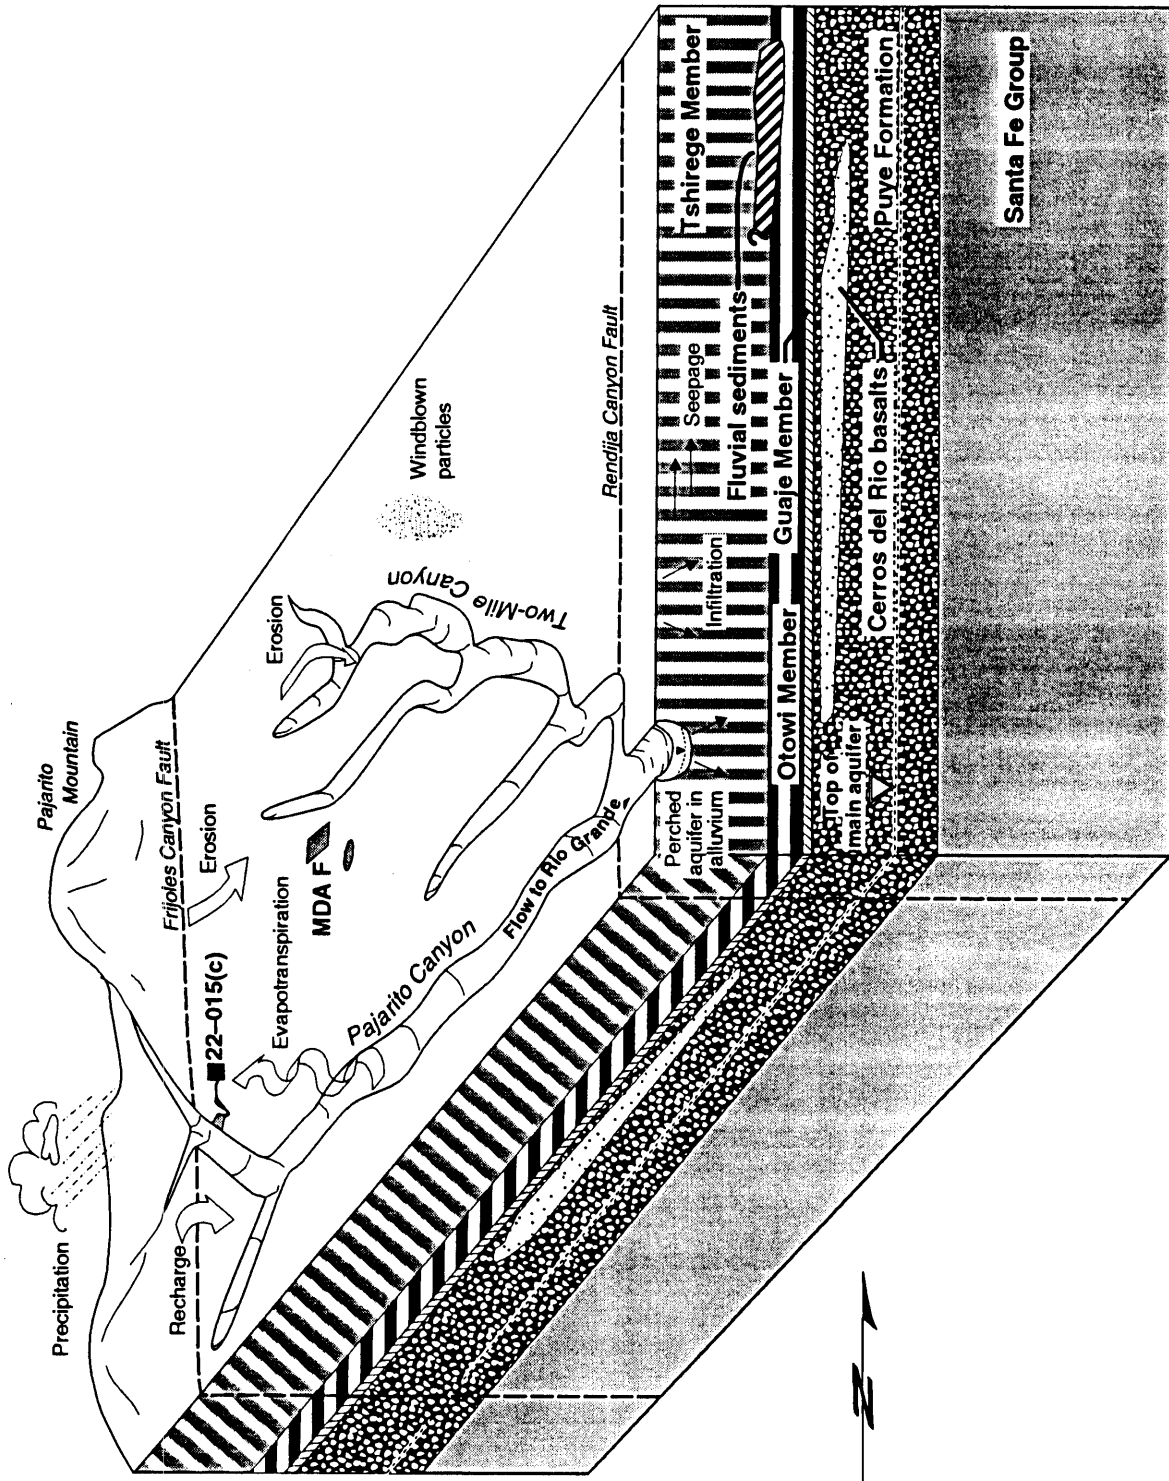 Precipitation
Pajarito
Mountain
Recharge
Frijoles Canyon Fault
22–015(c)
Erosion
Evapotranspiration
MDA F
Erosion
Pajarito Canyon
Flow to Rio Grande
Two-Mile Canyon
Windblown
particles
Rendija Canyon Fault
Perched
aquifer in
alluvium
Infiltration
Seepage
Tshirege Member
Fluvial sediments
?
Otowi Member
Guaje Member
Top of
main aquifer
Cerros del Rio basalts
Puye Formation
Santa Fe Group
N